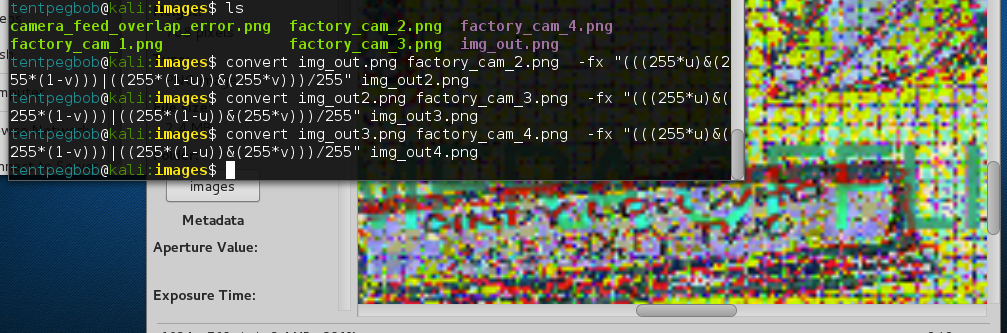 tentpegbob@kali:images$ ls
camera_feed_overlap_error.png  factory_cam_2.png  factory_cam_4.png
factory_cam_1.png              factory_cam_3.png  img_out.png
tentpegbob@kali:images$ convert img_out.png factory_cam_2.png  -fx "(((255*u)&(2
55*(1-v)))|((255*(1-u))&(255*v)))/255" img_out2.png
tentpegbob@kali:images$ convert img_out2.png factory_cam_3.png  -fx "(((255*u)&(
255*(1-v)))|((255*(1-u))&(255*v)))/255" img_out3.png
tentpegbob@kali:images$ convert img_out3.png factory_cam_4.png  -fx "(((255*u)&(
255*(1-v)))|((255*(1-u))&(255*v)))/255" img_out4.png
tentpegbob@kali:images$
images
Metadata
Aperture Value:
Exposure Time: